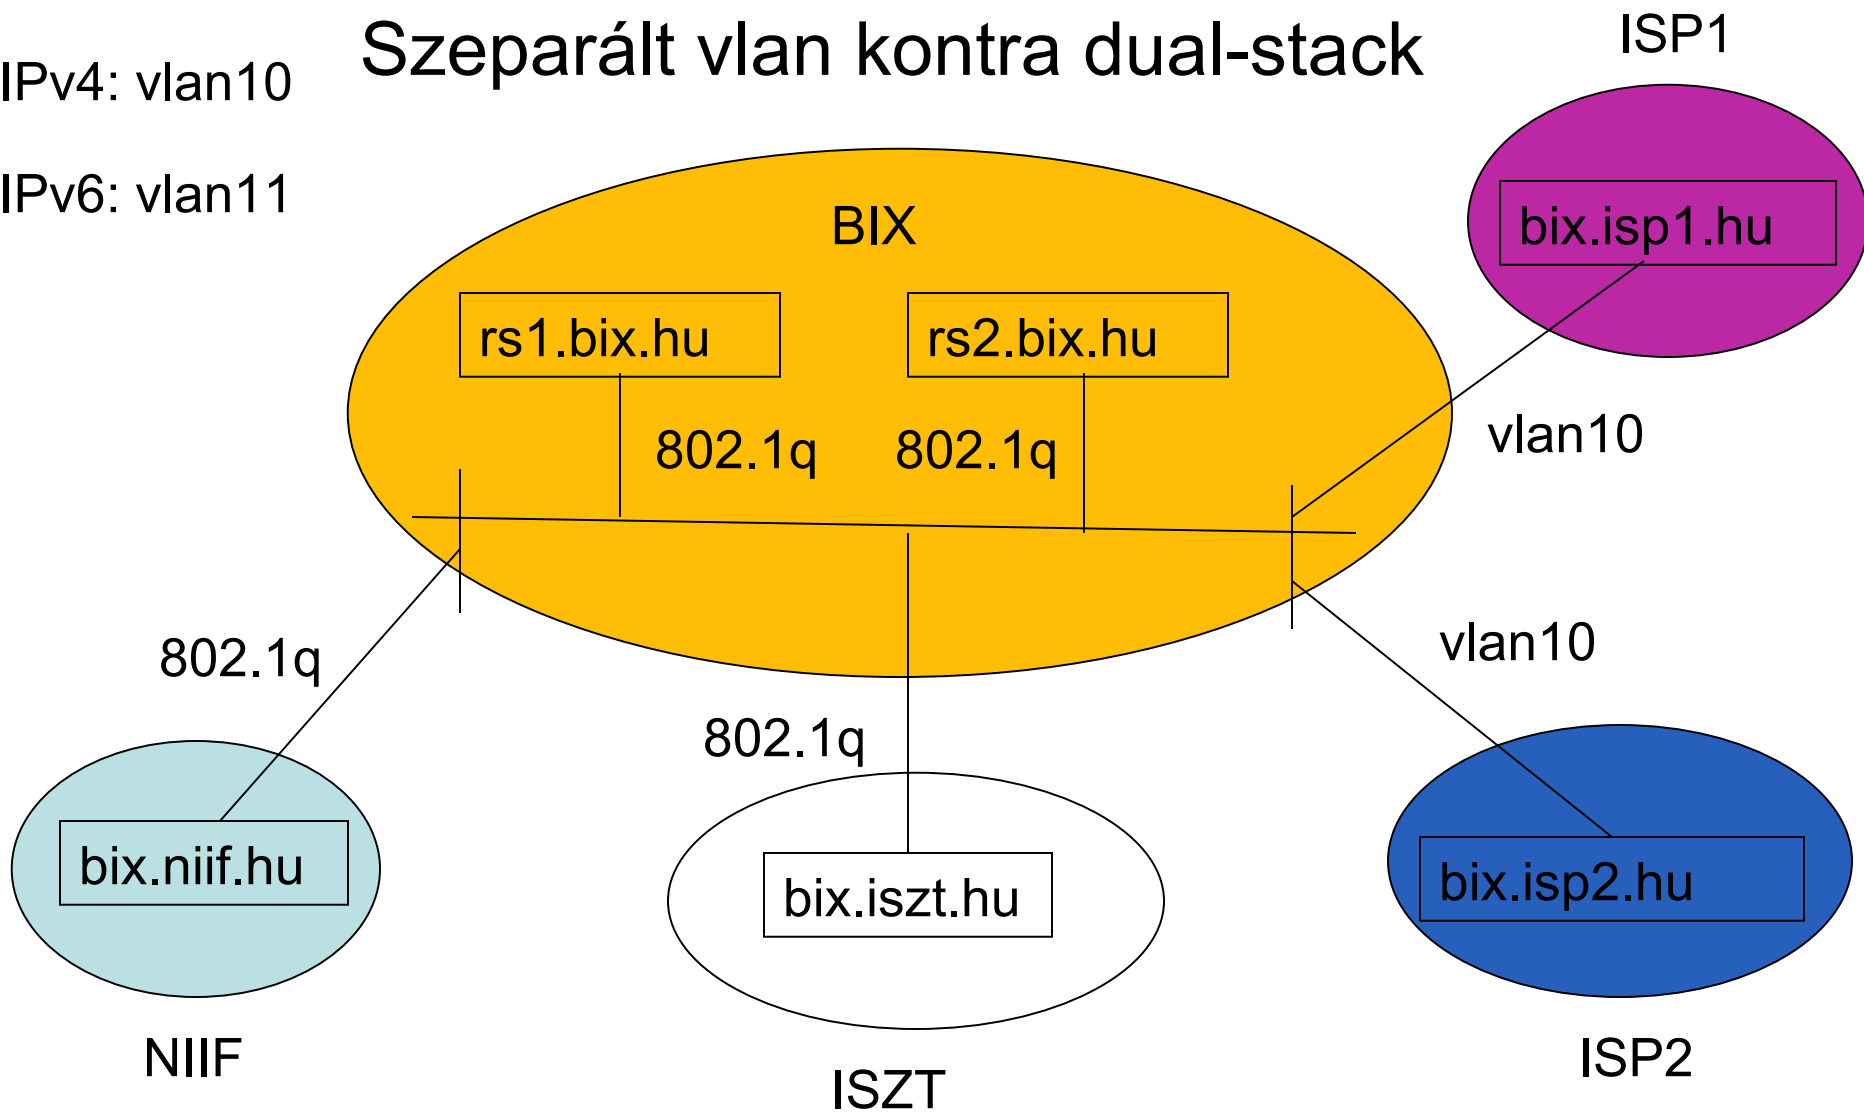 Szeparált vlan kontra dual-stack
IPv4: vlan10
IPv6: vlan11
ISP1
bix.isp1.hu
BIX
rs1.bix.hu
rs2.bix.hu
802.1q
802.1q
vlan10
802.1q
802.1q
vlan10
bix.niif.hu
bix.iszt.hu
bix.isp2.hu
NIIF
ISZT
ISP2